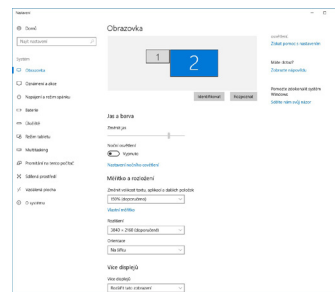 Nastavení
Domů
Najít nastavení
Systém
Obrazovka
Oznámení a akce
Napájení a režim spánku
Baterie
Úložiště
Režim tabletu
Multitasking
Promítání na tento počítač
Sdílená prostředí
Vzdálená plocha
O systému
Obrazovka
1
2
Identifikovat
Rozpoznat
Jas a barva
Změnit jas
Noční osvětlení
Vypnuto
Nastavení nočního osvětlení
Měřítko a rozložení
Změnit velikost textu, aplikací a dalších položek
150% (doporučeno)
Vlastní měřítko
Rozlišení
3840 × 2160 (doporučeno)
Orientace
Na šířku
Více displejů
Více displejů
Rozšířit tato zobrazení
Získat pomoc s nastavením
Máte dotaz?
Získejte nápovědu
Pomozte zdokonalit systém
Windows.
Sdělte nám svůj názor